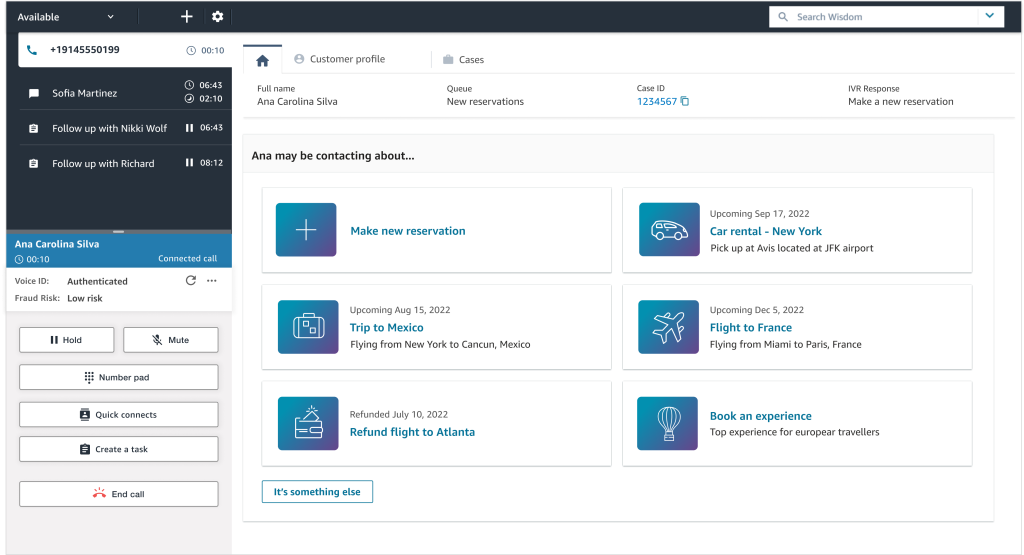 Available
Search Wisdom
+19145550199 00:10
Sofia Martinez 06:43
02:10
Follow up with Nikki Wolf 06:43
Follow up with Richard 08:12
Ana Carolina Silva
00:10 Connected call
Voice ID: Authenticated
Fraud Risk: Low risk
Hold Mute
Number pad
Quick connects
Create a task
End call
Customer profile Cases
Full name Queue Case ID IVR Response
Ana Carolina Silva New reservations 1234567 Make a new reservation
Ana may be contacting about...
Make new reservation
Upcoming Sep 17, 2022
Car rental - New York
Pick up at Avis located at JFK airport
Upcoming Aug 15, 2022
Trip to Mexico
Flying from New York to Cancun, Mexico
Upcoming Dec 5, 2022
Flight to France
Flying from Miami to Paris, France
Refunded July 10, 2022
Refund flight to Atlanta
Book an experience
Top experience for europear travellers
It's something else